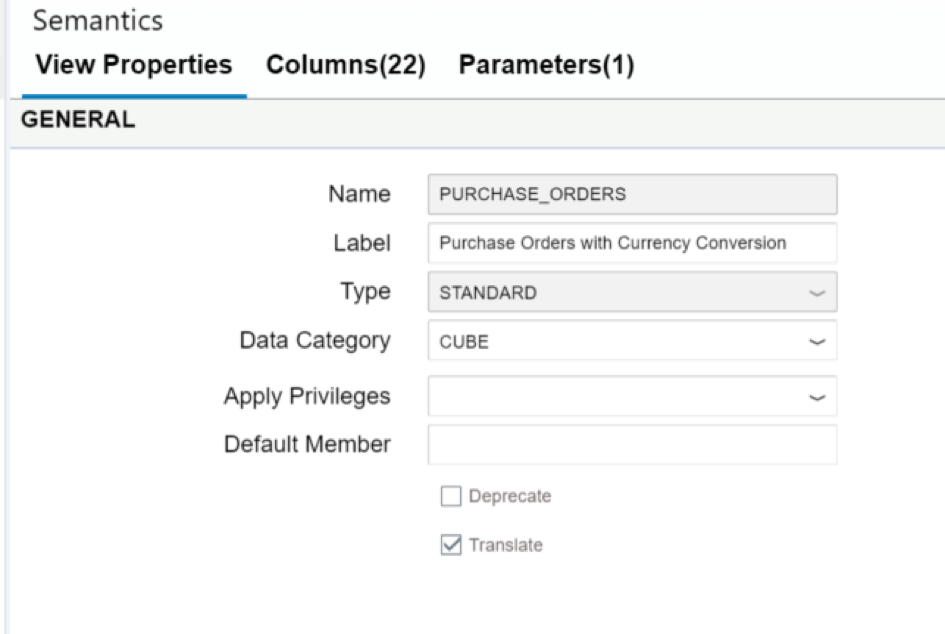 Semantics
View Properties Columns(22) Parameters(1)
GENERAL
Name PURCHASE_ORDERS
Label Purchase Orders with Currency Conversion
Type STANDARD
Data Category CUBE
Apply Privileges
Default Member
Deprecate
Translate